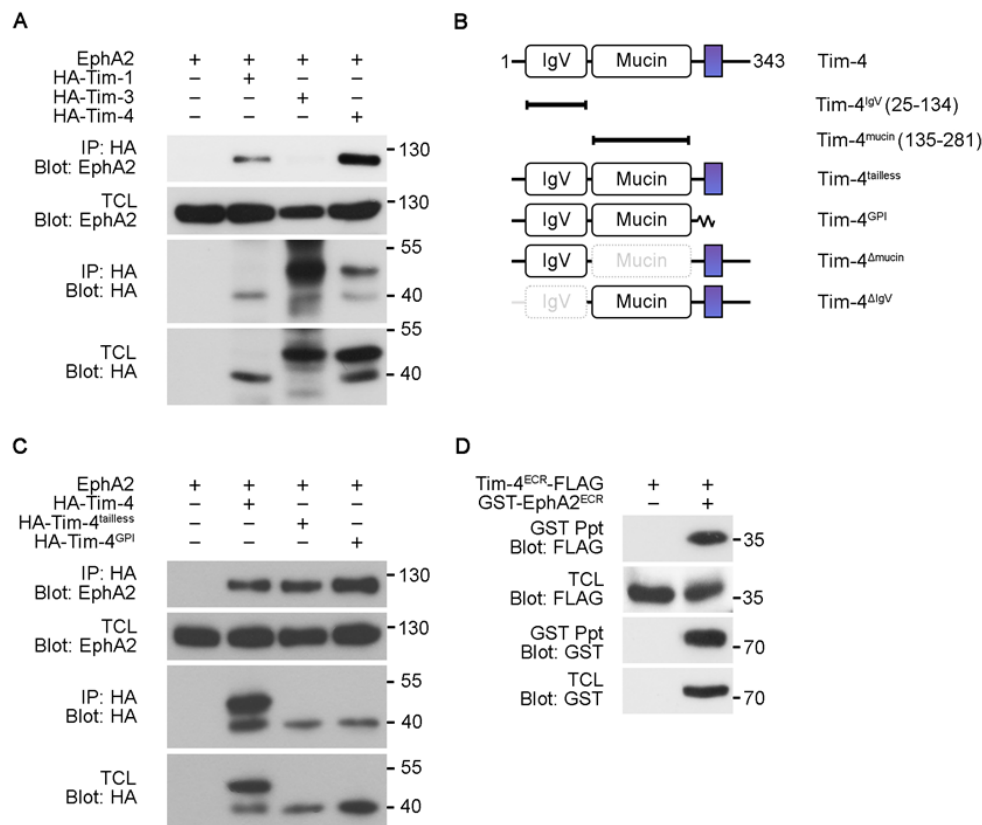 A
EphA2 + + + +
HA-Tim-1 – + – –
HA-Tim-3 – – + –
HA-Tim-4 – – – +
IP: HA
Blot: EphA2
130
TCL
Blot: EphA2
130
IP: HA
Blot: HA
55
40
TCL
Blot: HA
55
40
B
1 IgV Mucin 343 Tim-4
Tim-4IgV (25-134)
Tim-4mucin (135-281)
IgV Mucin Tim-4tailless
IgV Mucin Tim-4GPI
IgV Mucin Tim-4Δmucin
IgV Mucin Tim-4ΔIgV
C
EphA2 + + + +
HA-Tim-4 – + – –
HA-Tim-4tailless – – + –
HA-Tim-4GPI – – – +
IP: HA
Blot: EphA2
130
TCL
Blot: EphA2
130
IP: HA
Blot: HA
55
40
TCL
Blot: HA
55
40
D
Tim-4ECR-FLAG + +
GST-EphA2ECR – +
GST Ppt
Blot: FLAG
35
TCL
Blot: FLAG
35
GST Ppt
Blot: GST
70
TCL
Blot: GST
70